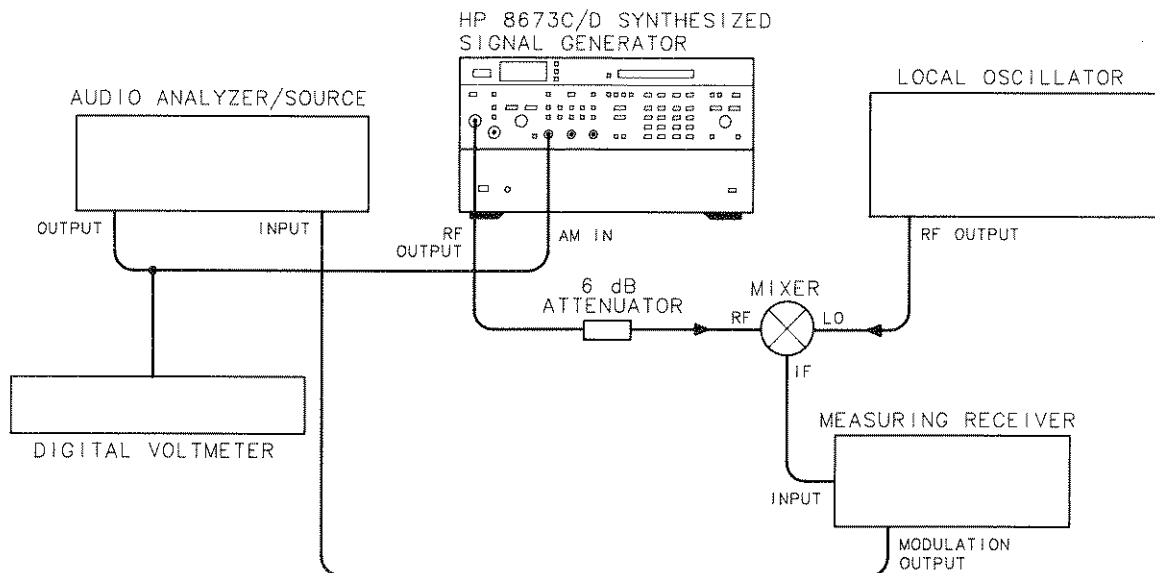 HP 8673C/D SYNTHESIZED
SIGNAL GENERATOR
LOCAL OSCILLATOR
AUDIO ANALYZER/SOURCE
OUTPUT
INPUT
RF
OUTPUT
AM IN
RF OUTPUT
6 dB
ATTENUATOR
MIXER
RF
LO
IF
DIGITAL VOLTMETER
MEASURING RECEIVER
INPUT
MODULATION
OUTPUT